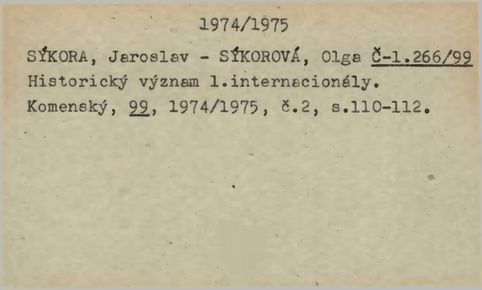 1974/1975
SÝKORA, Jaroslav - SÝKOROVÁ, Olga Č-1.266/99
Historický význam 1.internacionály.
Komenský, 99, 1974/1975, č.2, s.110-112.